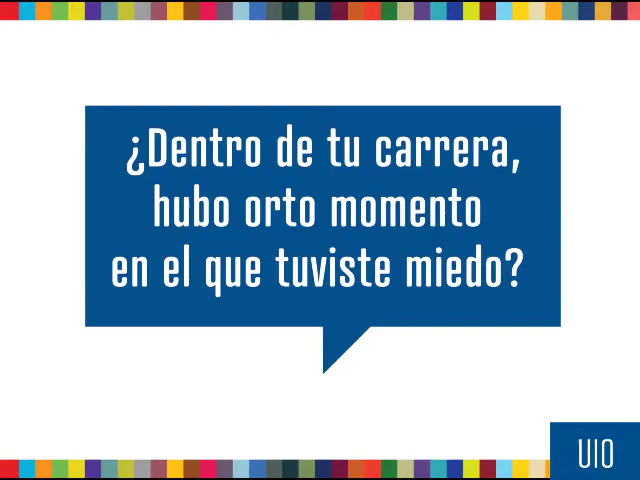 ¿Dentro de tu carrera,
hubo orto momento
en el que tuviste miedo?
UIO